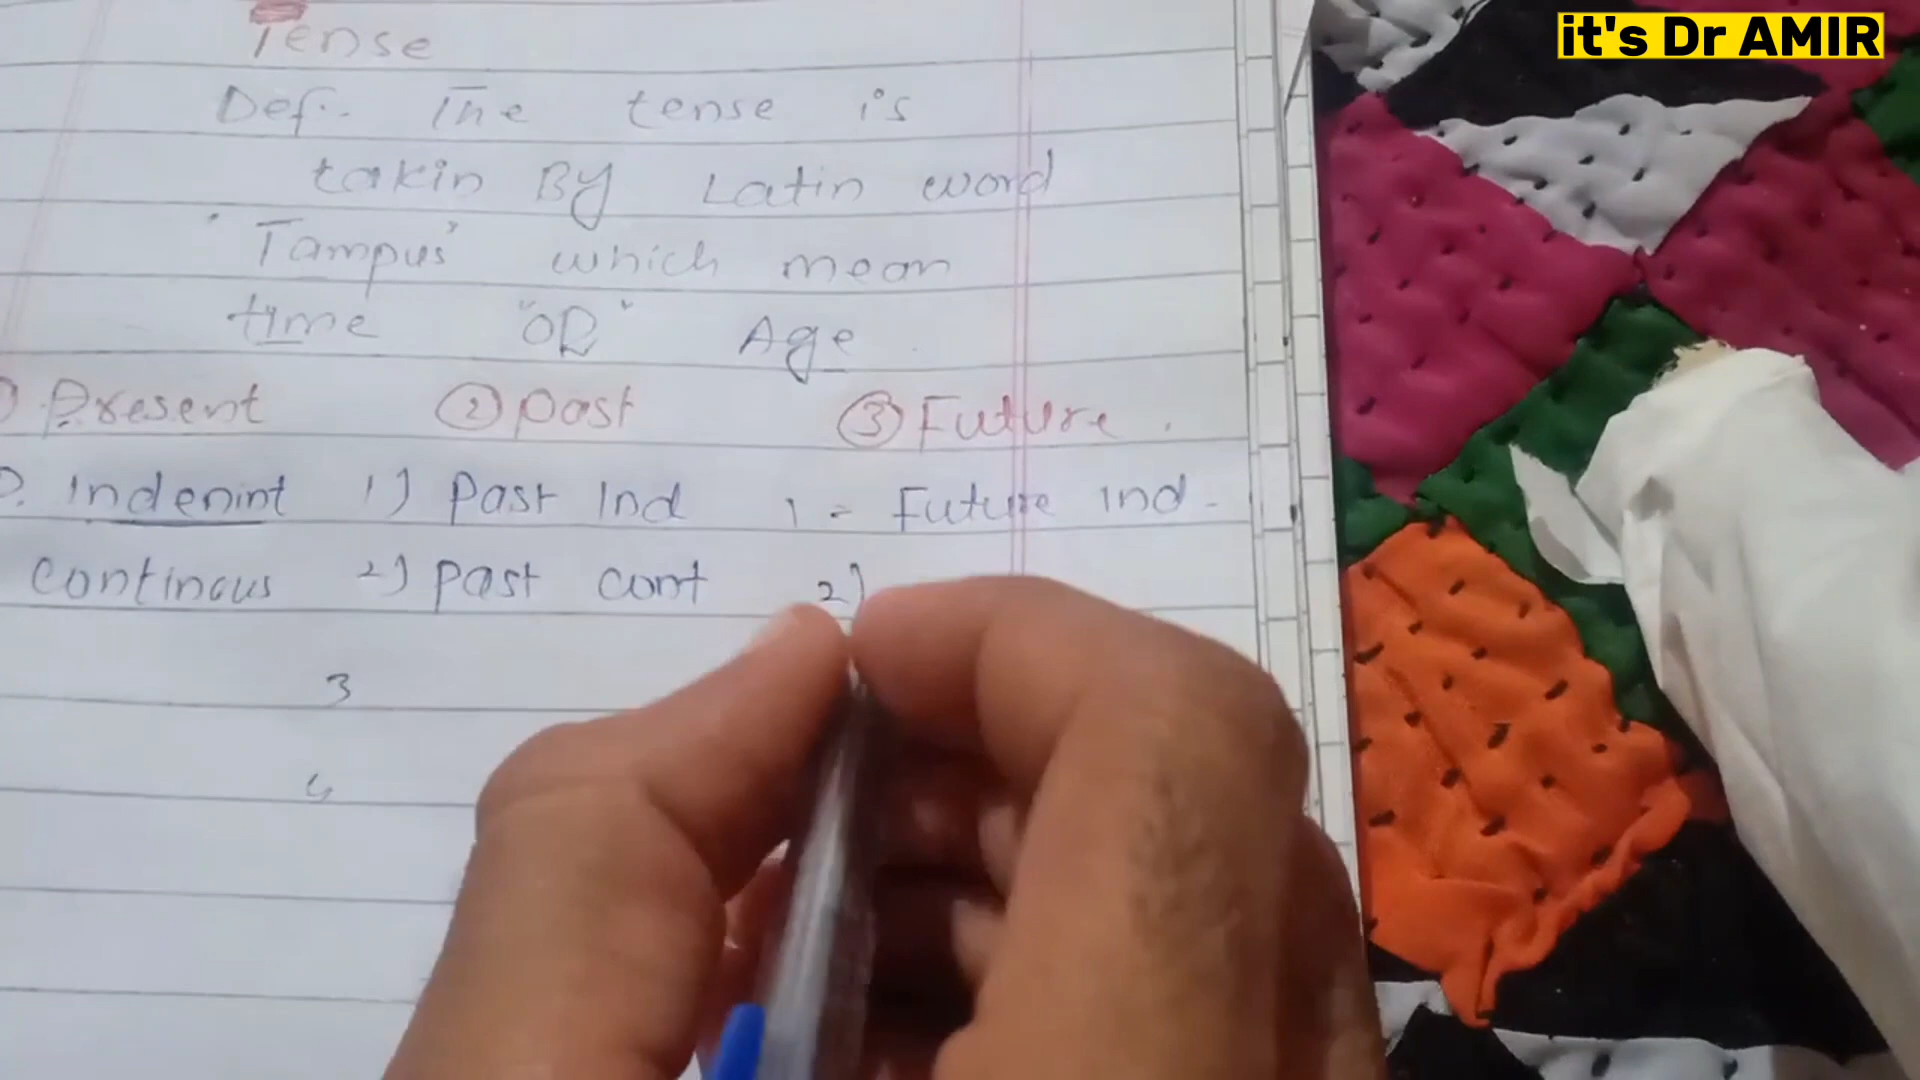 it's Dr AMIR
Tense
Def:- The tense is
takin By Latin word
"Tampus" which mean
time "OR" Age
Present ② past ③ Future.
Indenint 1) past Ind 1 = Future ind-
continous 2) past cont 2)
3
4